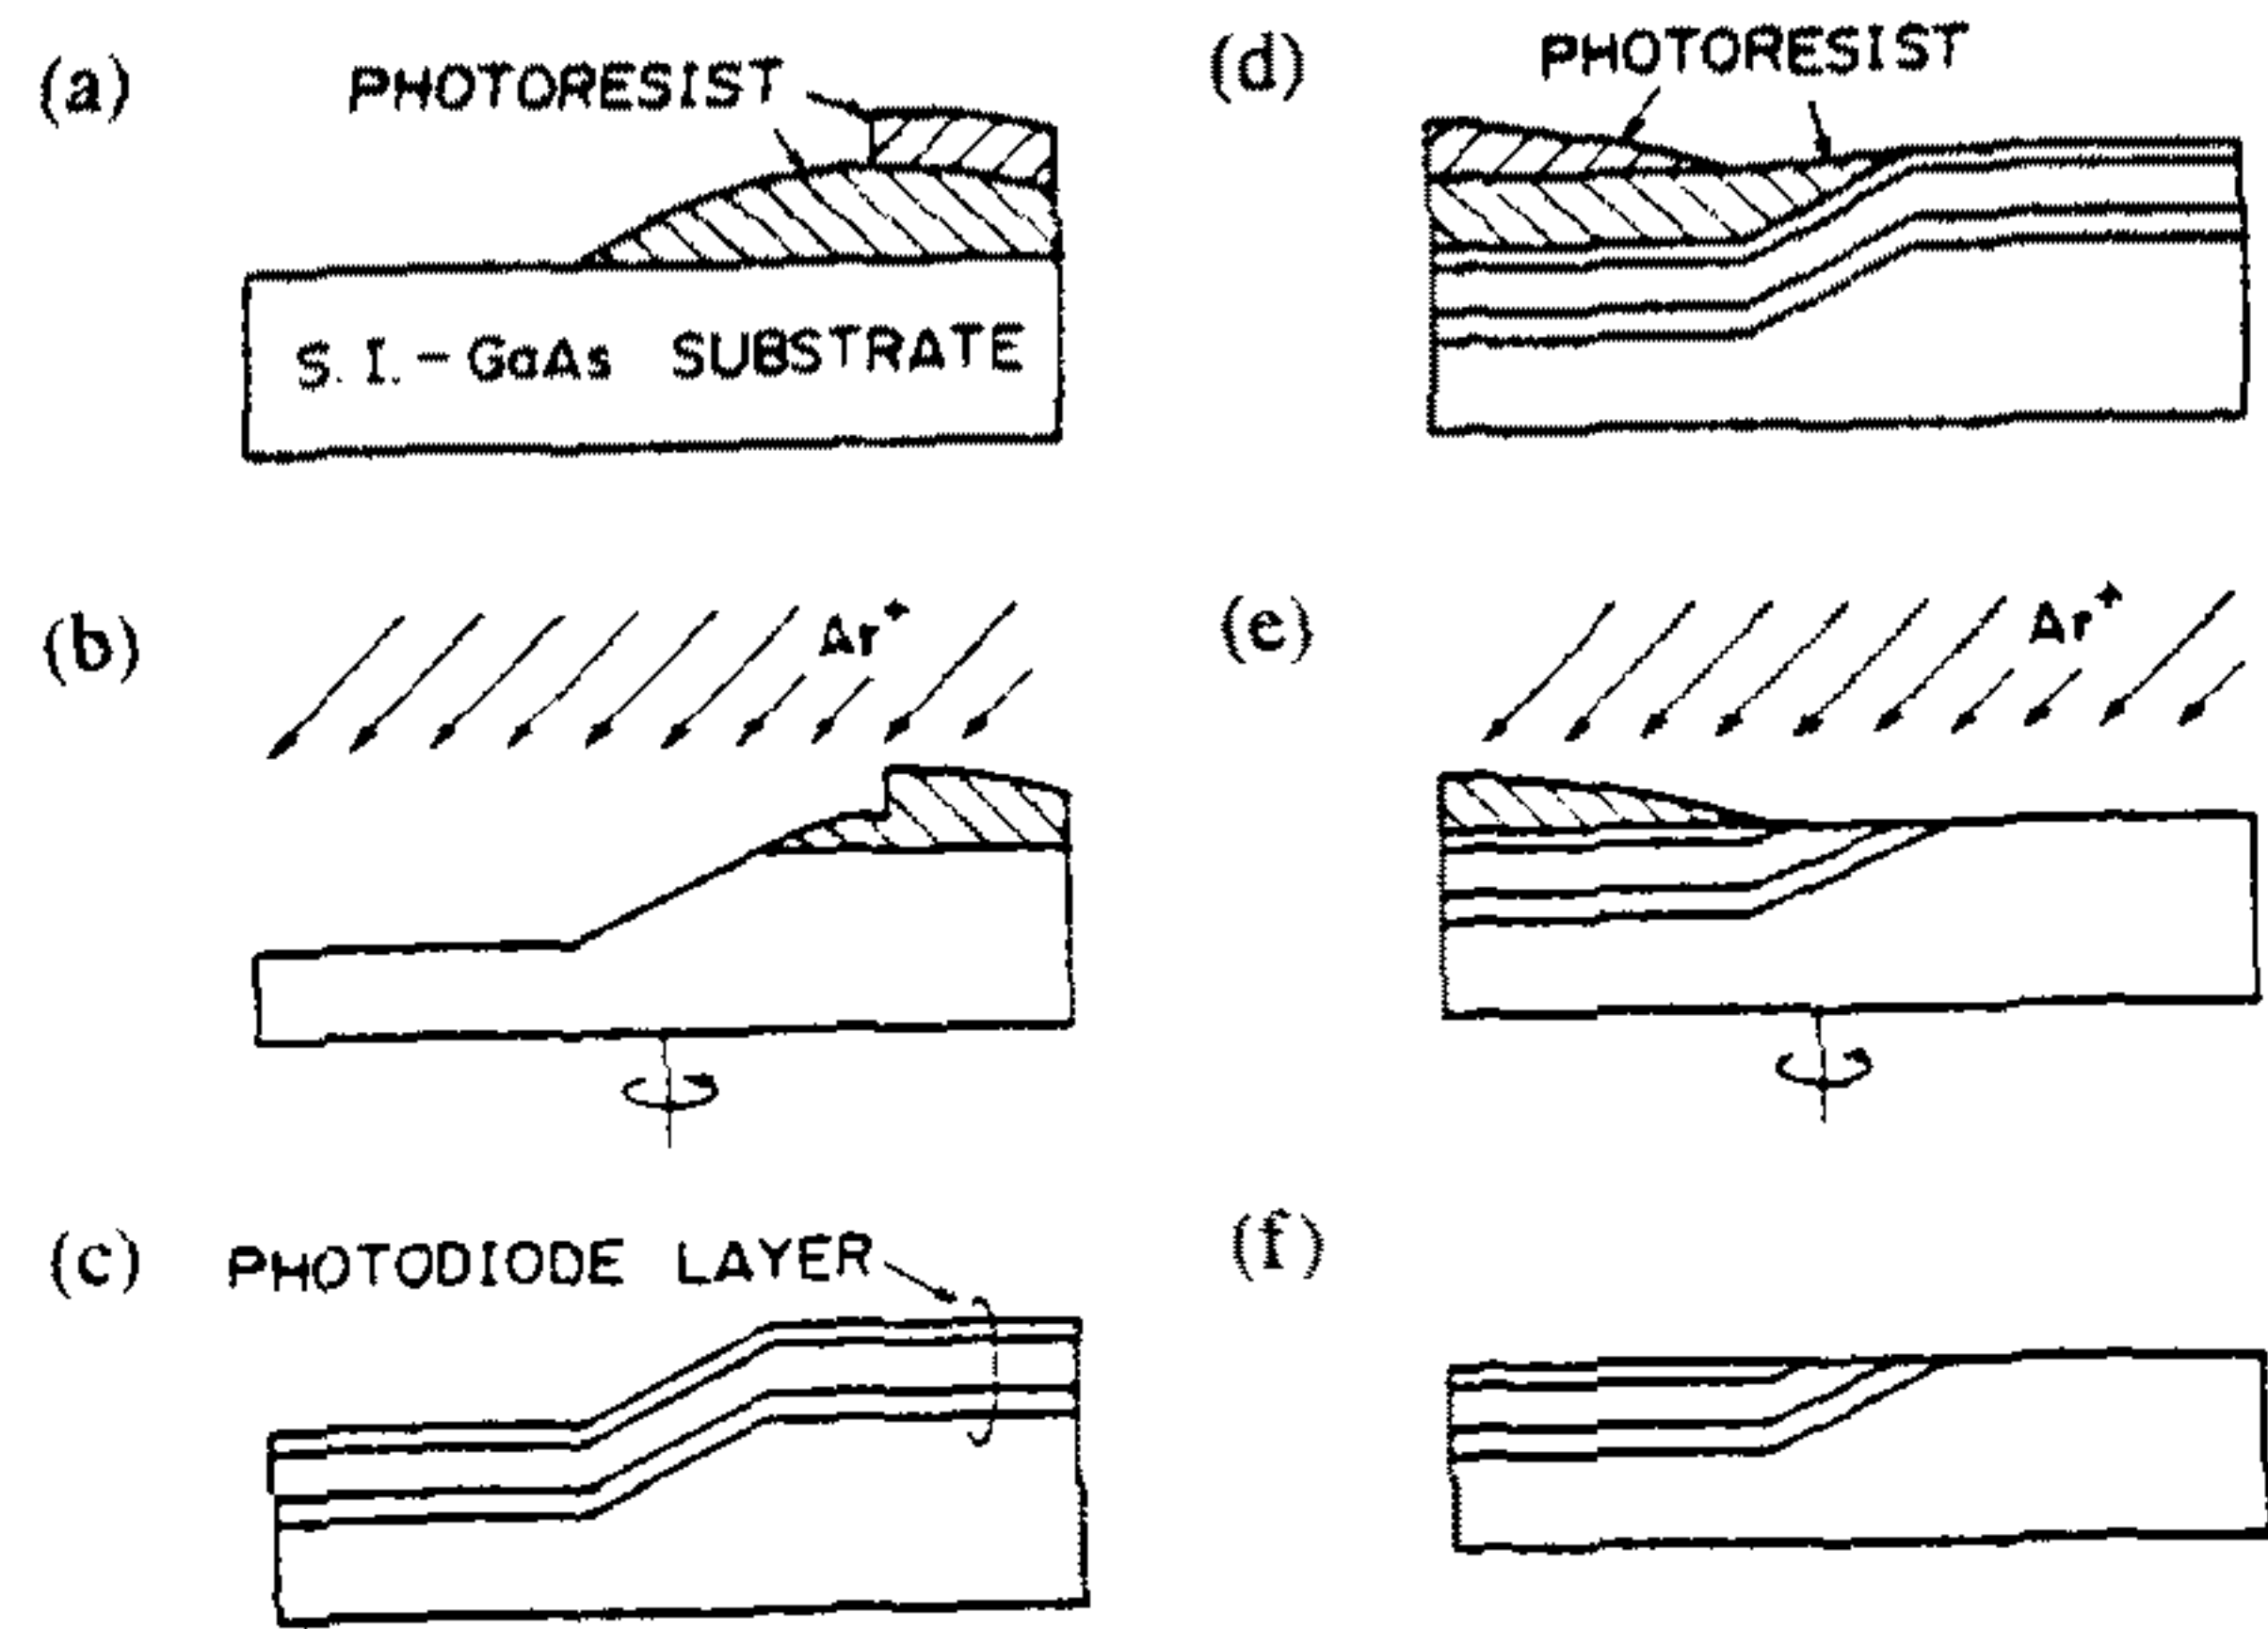 (a)
PHOTORESIST
S.I.-GaAs SUBSTRATE
(b)
Ar⁺
(c)
PHOTODIODE LAYER
(d)
PHOTORESIST
(e)
Ar⁺
(f)